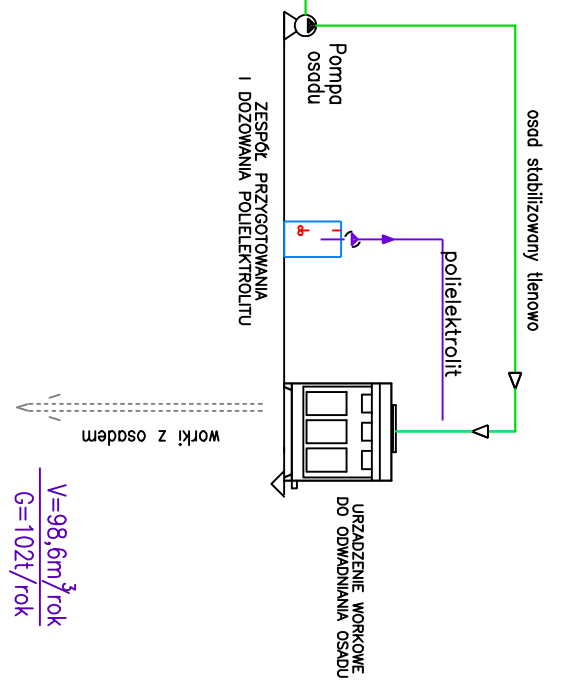 osad stabilizowany tlenowo
Pompa
osadu
polielektrolit
ZESPÓŁ PRZYGOTOWANIA
I DOZOWANIA POLIELEKTROLITU
URZADZENIE WORKOWE
DO ODWADNIANIA OSADU
worki z osadem
V=98,6m³/rok
G=102t/rok